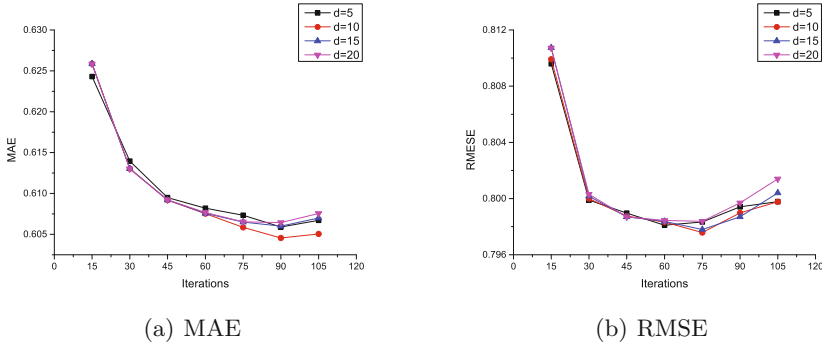 0.630
0.625
0.620
0.615
0.610
0.605
MAE
0 15 30 45 60 75 90 105 120
Iterations
d=5
d=10
d=15
d=20
(a) MAE
0.812
0.808
0.804
0.800
0.796
RMESE
0 15 30 45 60 75 90 105 120
Iterations
d=5
d=10
d=15
d=20
(b) RMSE